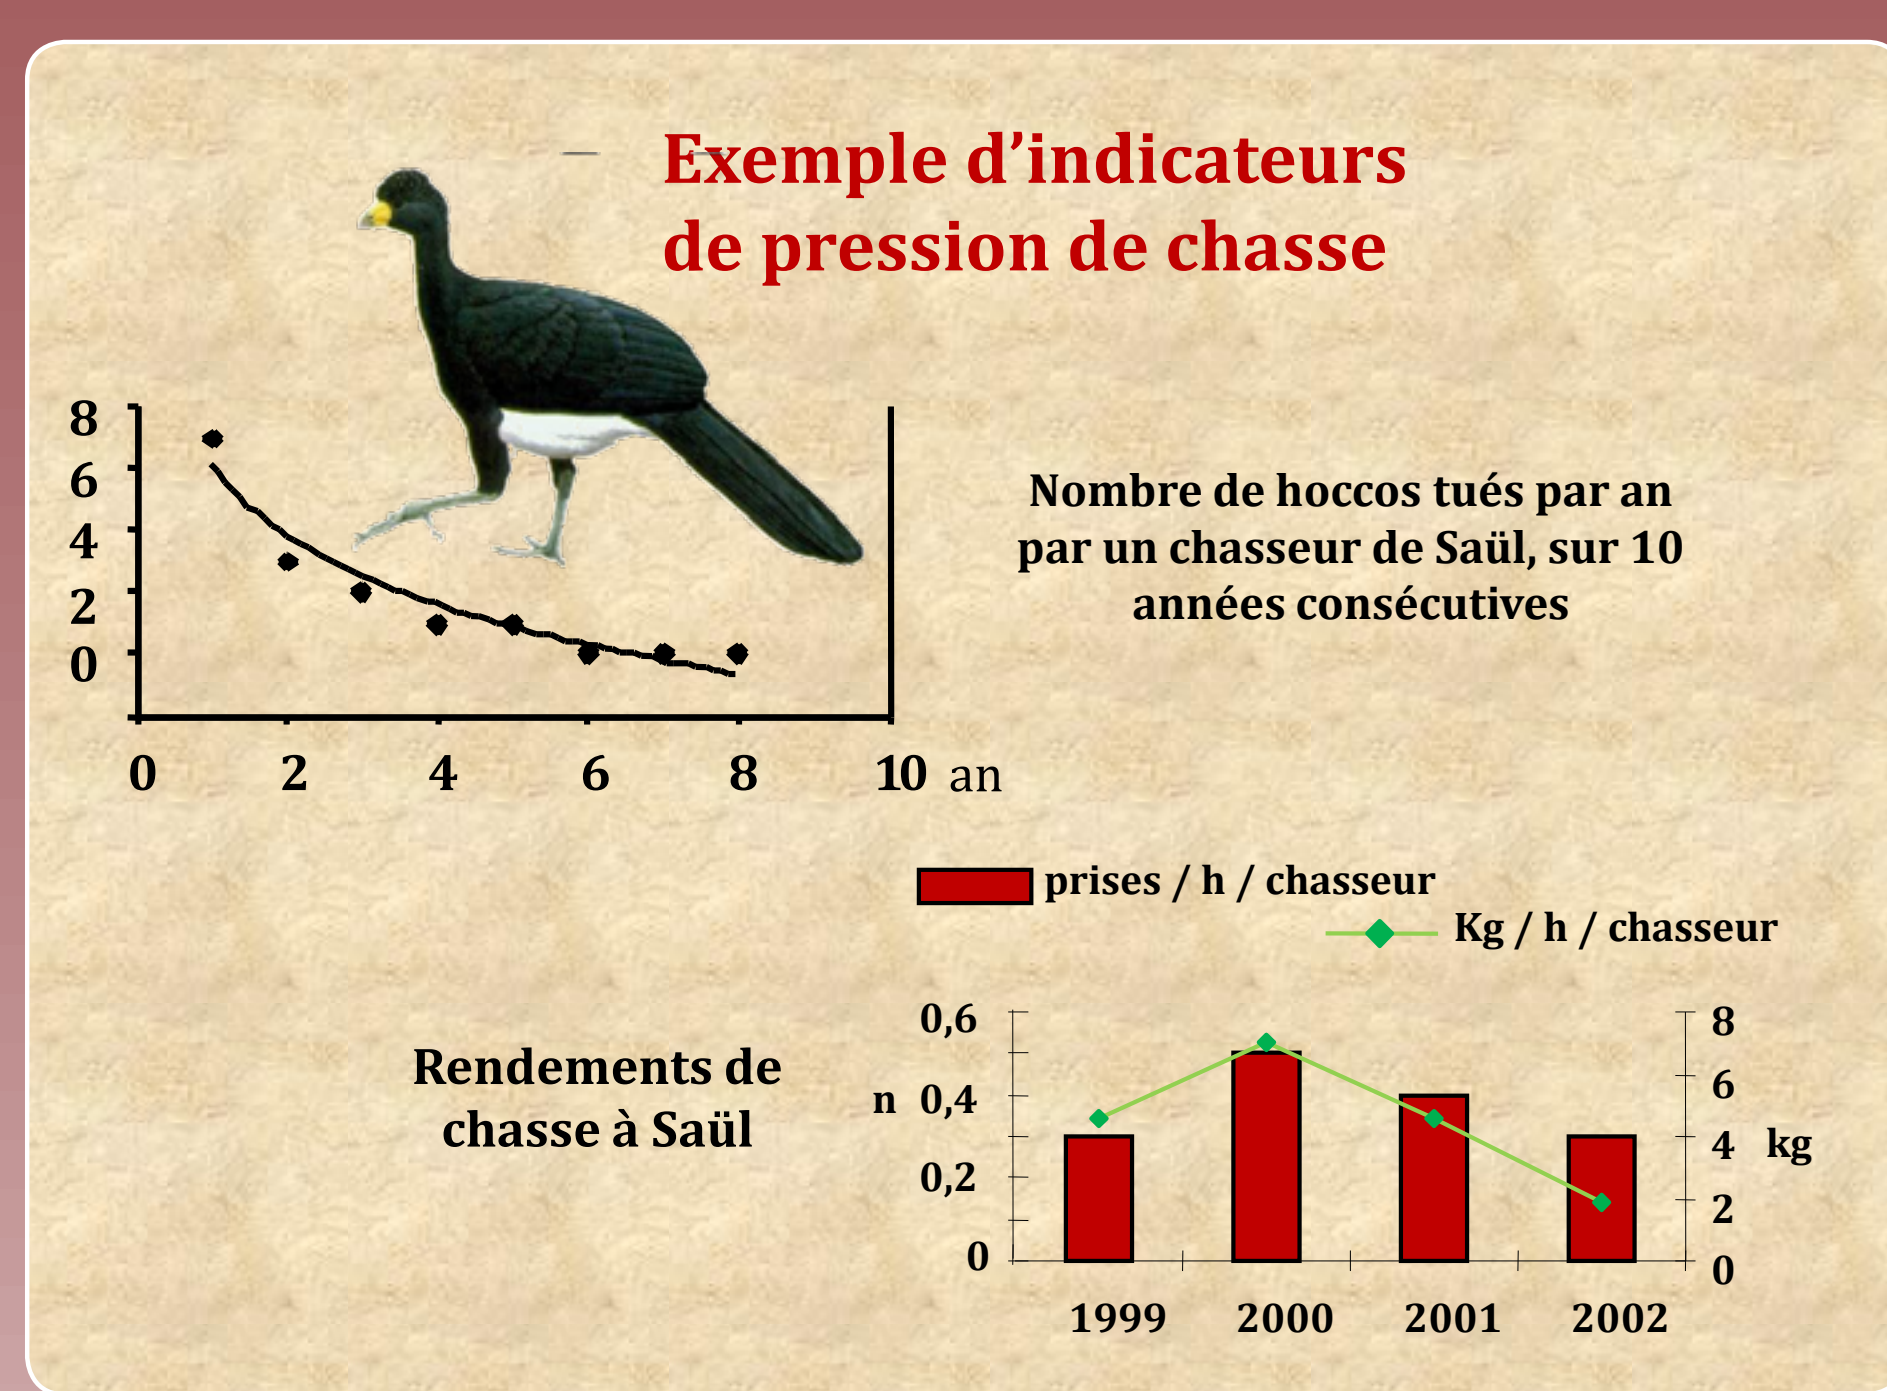 Exemple d’indicateurs
de pression de chasse
8
6
4
2
0
0 2 4 6 8 10 an
Nombre de hoccos tués par an
par un chasseur de Saül, sur 10
années consécutives
prises / h / chasseur
Kg / h / chasseur
Rendements de
chasse à Saül
n
0,6
0,4
0,2
0
8
6
4
2
0
kg
1999 2000 2001 2002